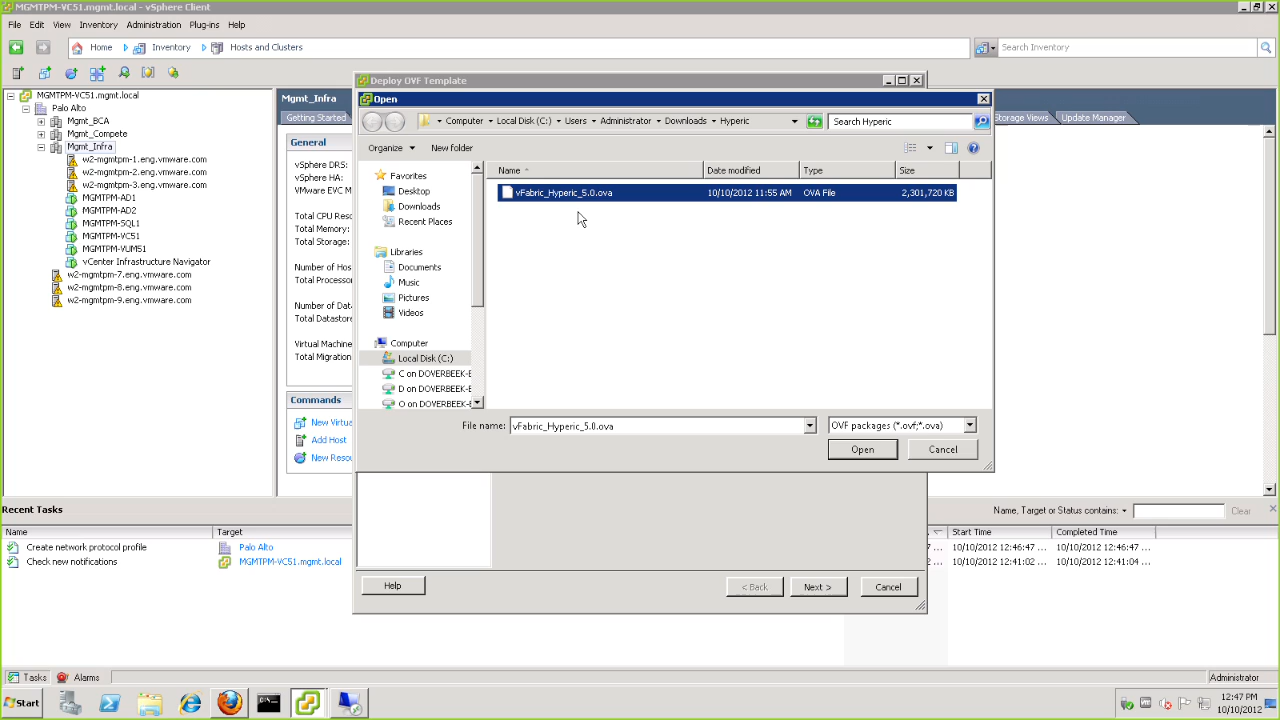 MGMTPM-VC51.mgmt.local - vSphere Client
File Edit View Inventory Administration Plug-ins Help
Home Inventory Hosts and Clusters Search Inventory
MGMTPM-VC51.mgmt.local
Palo Alto
Mgmt_BCA
Mgmt_Compete
Mgmt_Infra
w2-mgmtpm-1.eng.vmware.com
w2-mgmtpm-2.eng.vmware.com
w2-mgmtpm-3.eng.vmware.com
MGMTPM-AD1
MGMTPM-AD2
MGMTPM-SQL1
MGMTPM-VC51
MGMTPM-VUM51
vCenter Infrastructure Navigator
w2-mgmtpm-7.eng.vmware.com
w2-mgmtpm-8.eng.vmware.com
w2-mgmtpm-9.eng.vmware.com
Mgmt_Infra
Getting Started
Storage Views Update Manager
General
vSphere DRS:
vSphere HA:
VMware EVC M
Total CPU Resou
Total Memory:
Total Storage:
Number of Hos
Total Processor
Number of Dat
Total Datastore
Virtual Machine
Total Migration
Commands
New Virtua
Add Host
New Resou
Deploy OVF Template
Open
Computer Local Disk (C:) Users Administrator Downloads Hyperic Search Hyperic
Organize New folder
Favorites
Desktop
Downloads
Recent Places
Libraries
Documents
Music
Pictures
Videos
Computer
Local Disk (C:)
C on DOVERBEEK-E
D on DOVERBEEK-E
O on DOVERBEEK-E
Name Date modified Type Size
vFabric_Hyperic_5.0.ova 10/10/2012 11:55 AM OVA File 2,301,720 KB
File name: vFabric_Hyperic_5.0.ova OVF packages (*.ovf;*.ova)
Open Cancel
Help < Back Next > Cancel
Recent Tasks Name, Target or Status contains: Clear
Name Target Start Time Completed Time
Create network protocol profile Palo Alto ... 10/10/2012 12:46:47 ... 10/10/2012 12:46:47 ...
Check new notifications MGMTPM-VC51.mgmt.local ... 10/10/2012 12:41:02 ... 10/10/2012 12:41:04 ...
Tasks Alarms Administrator
Start 12:47 PM
10/10/2012